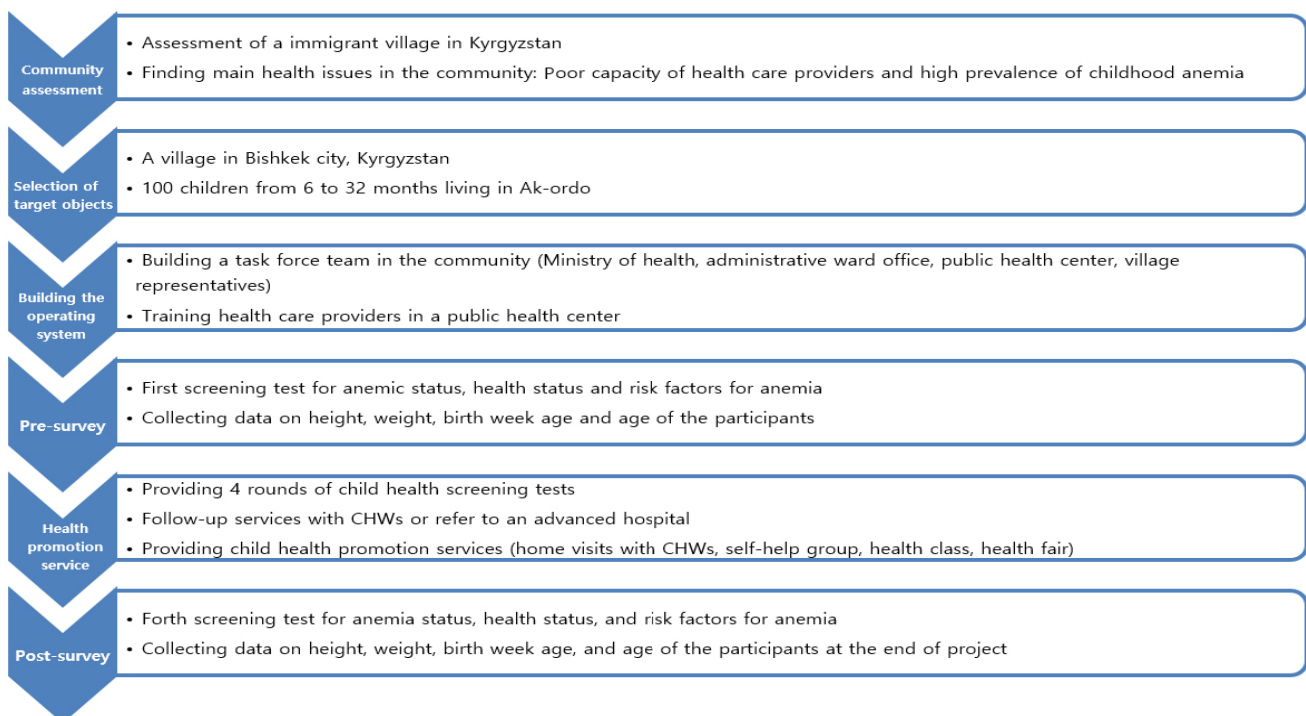 Community
assessment
• Assessment of a immigrant village in Kyrgyzstan
• Finding main health issues in the community: Poor capacity of health care providers and high prevalence of childhood anemia
Selection of
target objects
• A village in Bishkek city, Kyrgyzstan
• 100 children from 6 to 32 months living in Ak-ordo
Building the
operating
system
• Building a task force team in the community (Ministry of health, administrative ward office, public health center, village
representatives)
• Training health care providers in a public health center
Pre-survey
• First screening test for anemic status, health status and risk factors for anemia
• Collecting data on height, weight, birth week age and age of the participants
Health
promotion
service
• Providing 4 rounds of child health screening tests
• Follow-up services with CHWs or refer to an advanced hospital
• Providing child health promotion services (home visits with CHWs, self-help group, health class, health fair)
Post-survey
• Forth screening test for anemia status, health status, and risk factors for anemia
• Collecting data on height, weight, birth week age, and age of the participants at the end of project